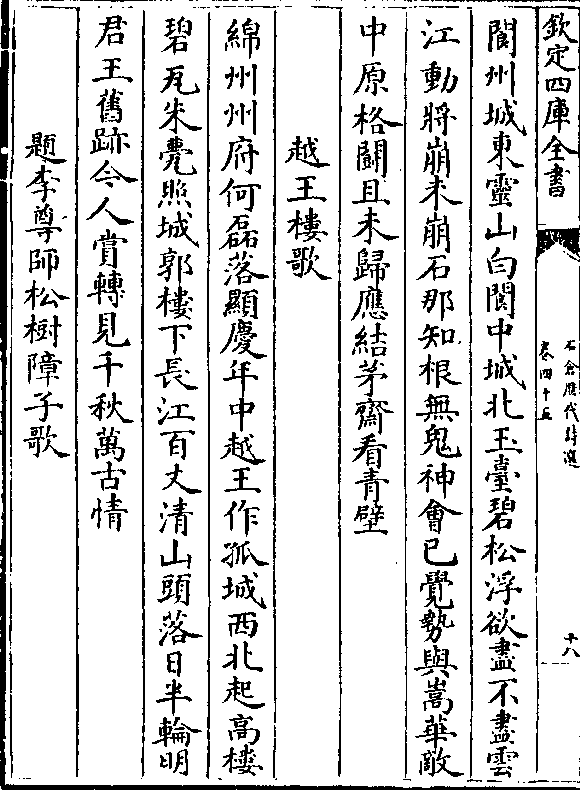 欽定四庫全書
石倉歷代詩選
卷四十五
十八
閬州城東靈山白閬中城北玉臺碧松浮欲盡不盡雲
江動將崩未崩石那知根無鬼神會已覺勢與嵩華敵
中原格鬭且未歸應結茅齋看青壁
越王樓歌
綿州州府何磊落顯慶年中越王作孤城西北起高樓
碧瓦朱甍照城郭樓下長江百丈清山頭落日半輪明
君王舊跡今人賞轉見千秋萬古情
題李尊師松樹障子歌